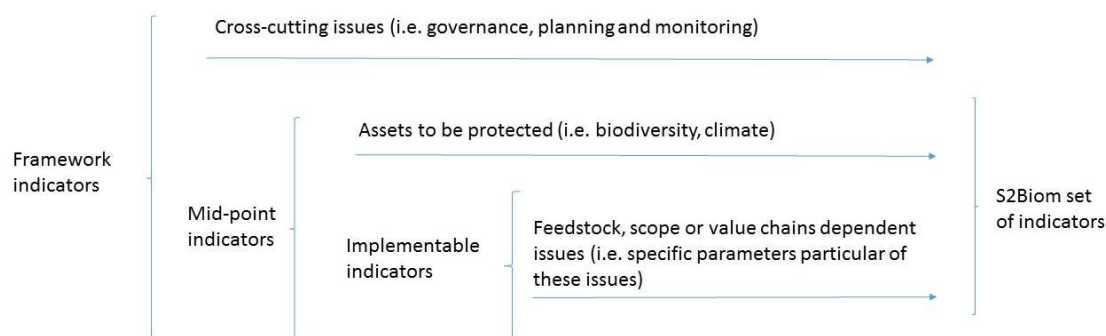 Cross-cutting issues (i.e. governance, planning and monitoring)
Assets to be protected (i.e. biodiversity, climate)
Framework
indicators
S2Biom set
of indicators
Mid-point
indicators
Feedstock, scope or value chains dependent
issues (i.e. specific parameters particular of
these issues)
Implementable
indicators